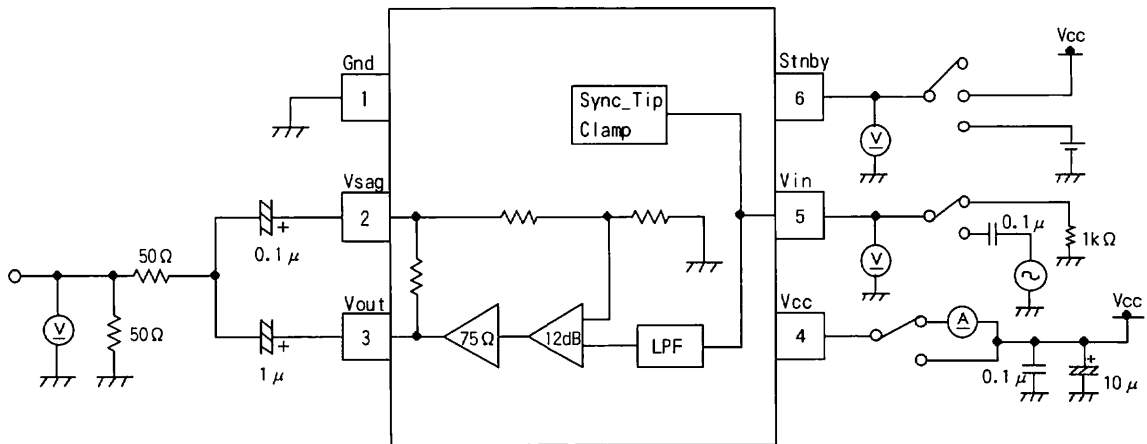 Gnd
1
Vsag
2
0.1μ
+
50Ω
V
50Ω
Vout
3
1μ
+
75Ω
12dB
LPF
Sync_Tip
Clamp
Stnby
6
V
Vcc
Vin
5
V
0.1μ
1kΩ
Vcc
4
A
Vcc
0.1μ
+
10μ